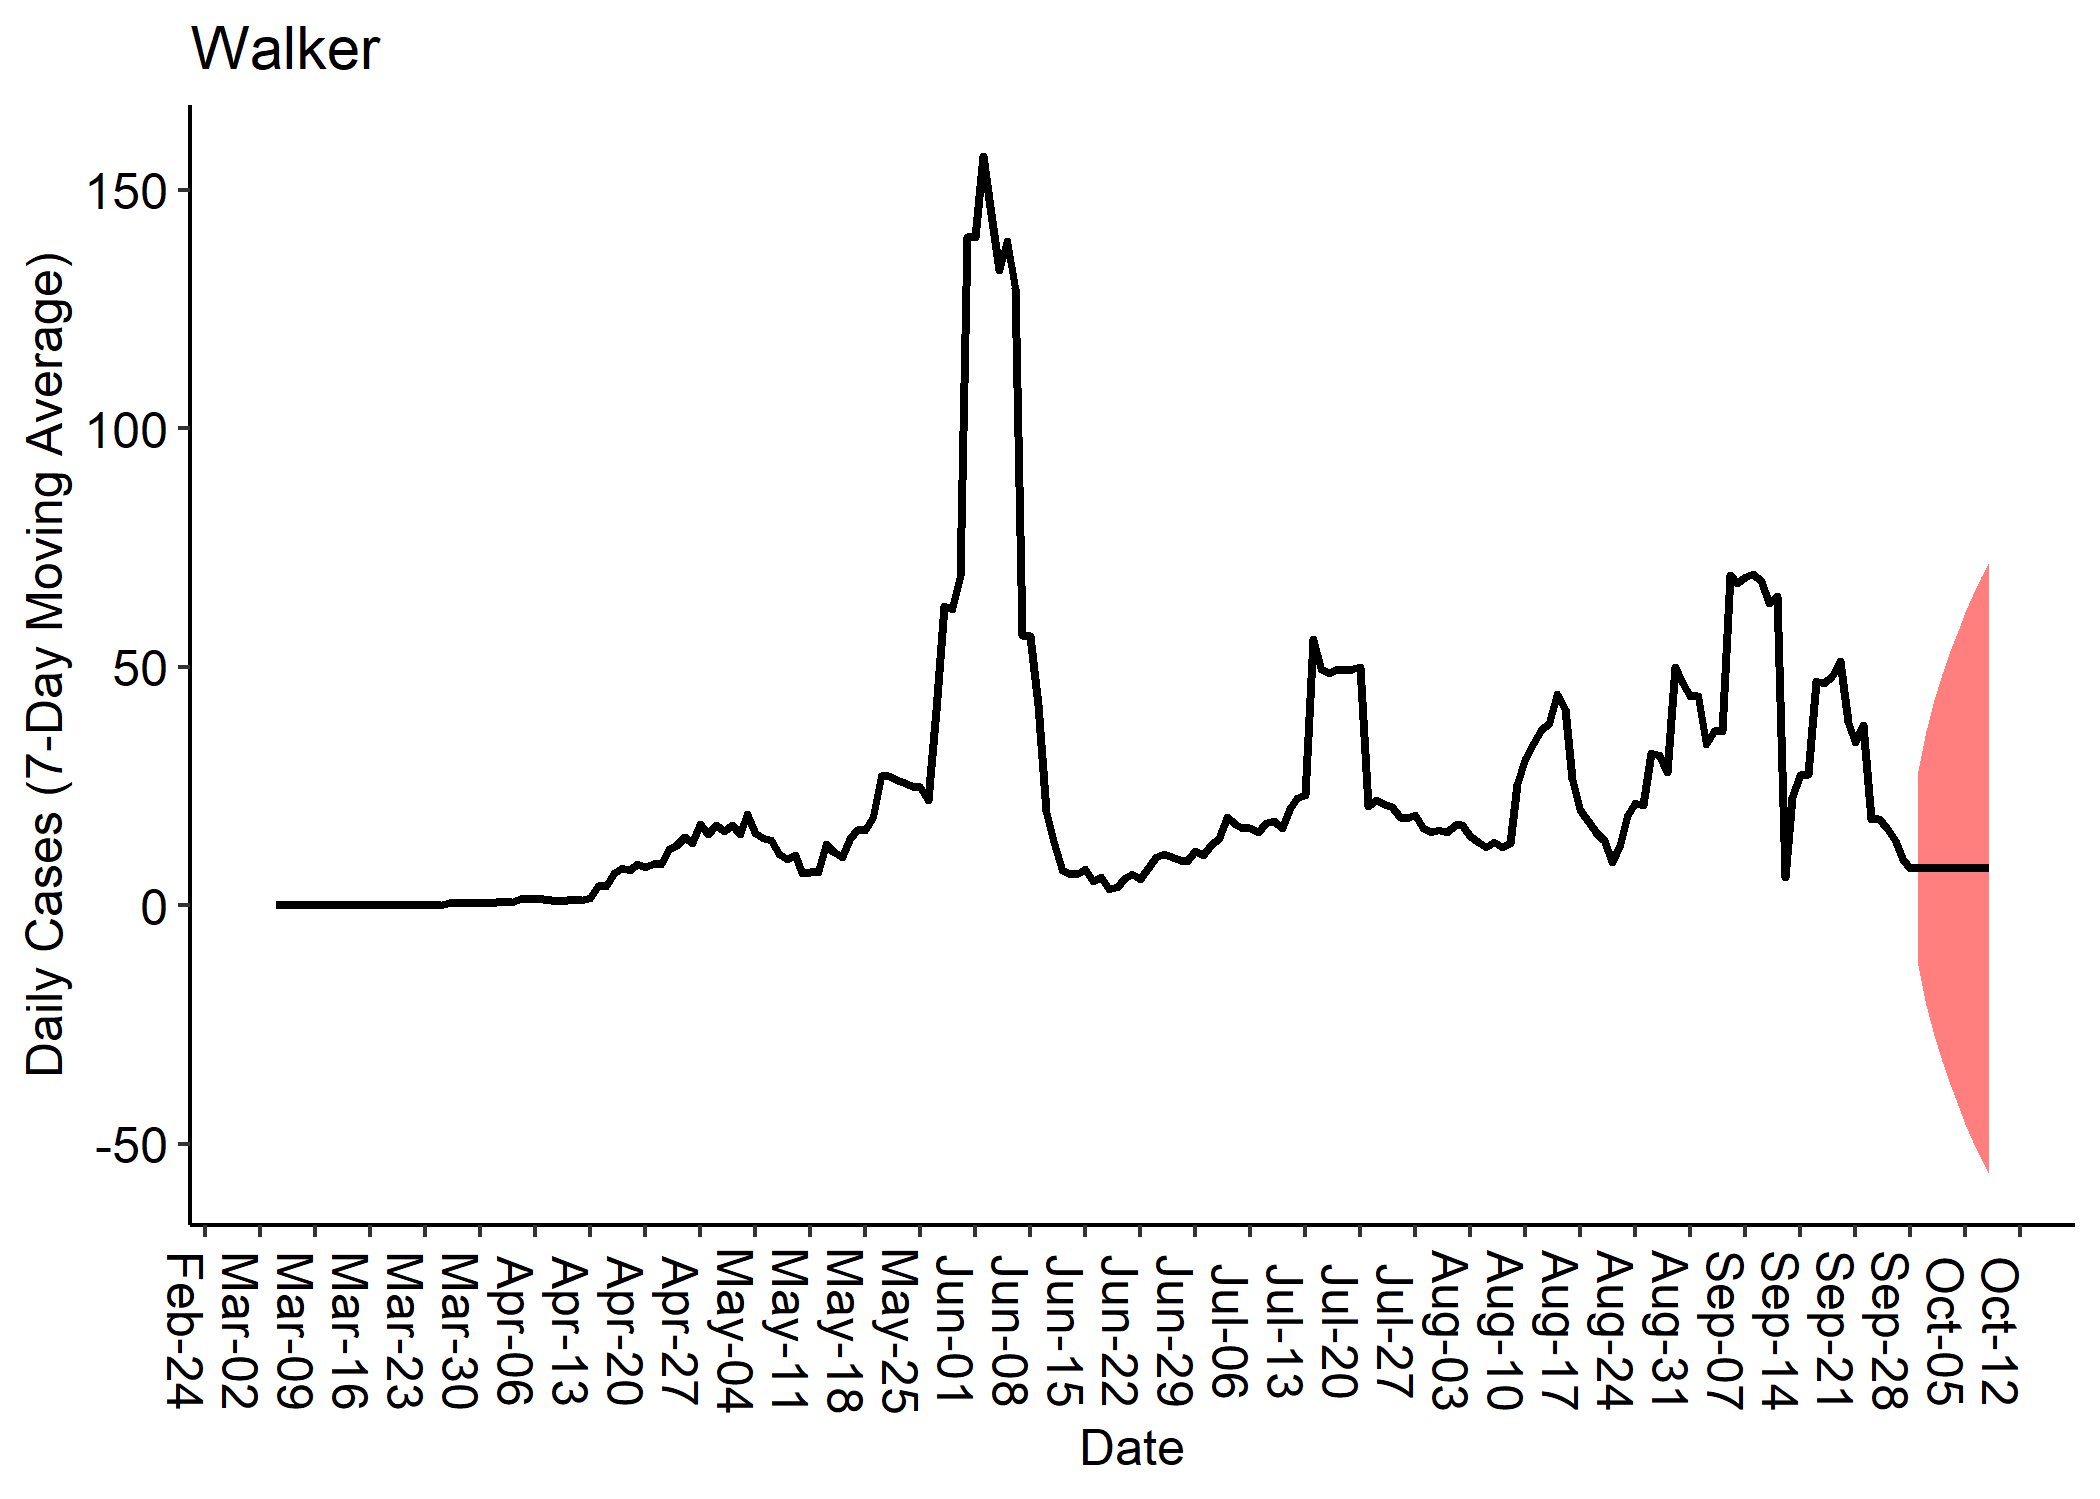 Walker
Daily Cases (7-Day Moving Average)
150
100
50
0
-50
Feb-24
Mar-02
Mar-09
Mar-16
Mar-23
Mar-30
Apr-06
Apr-13
Apr-20
Apr-27
May-04
May-11
May-18
May-25
Jun-01
Jun-08
Jun-15
Jun-22
Jun-29
Jul-06
Jul-13
Jul-20
Jul-27
Aug-03
Aug-10
Aug-17
Aug-24
Aug-31
Sep-07
Sep-14
Sep-21
Sep-28
Oct-05
Oct-12
Date